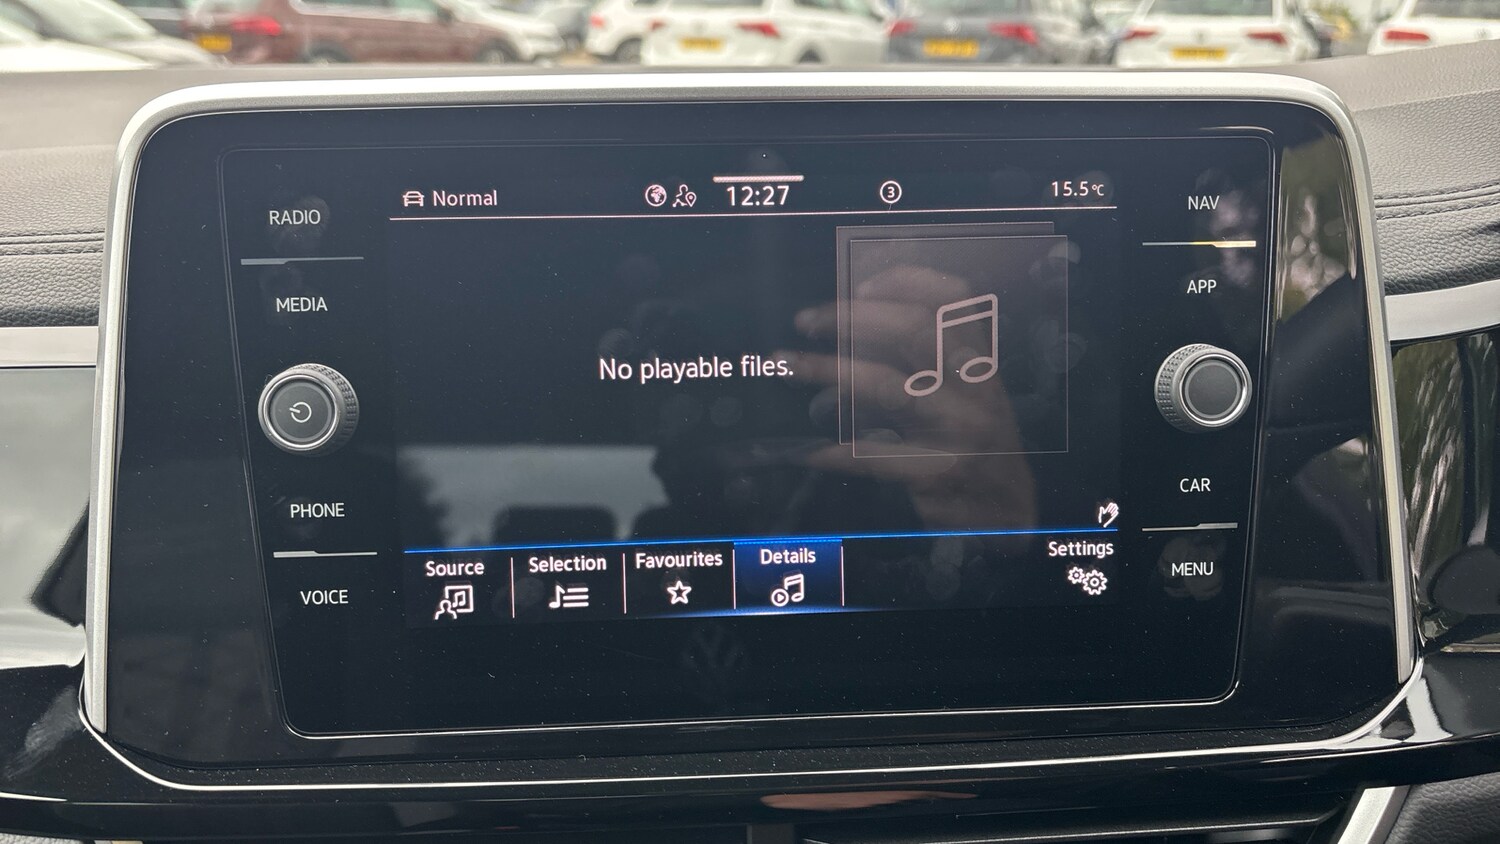 RADIO
MEDIA
PHONE
VOICE
Normal
12:27
3
15.5°C
No playable files.
Source
Selection
Favourites
Details
Settings
NAV
APP
CAR
MENU